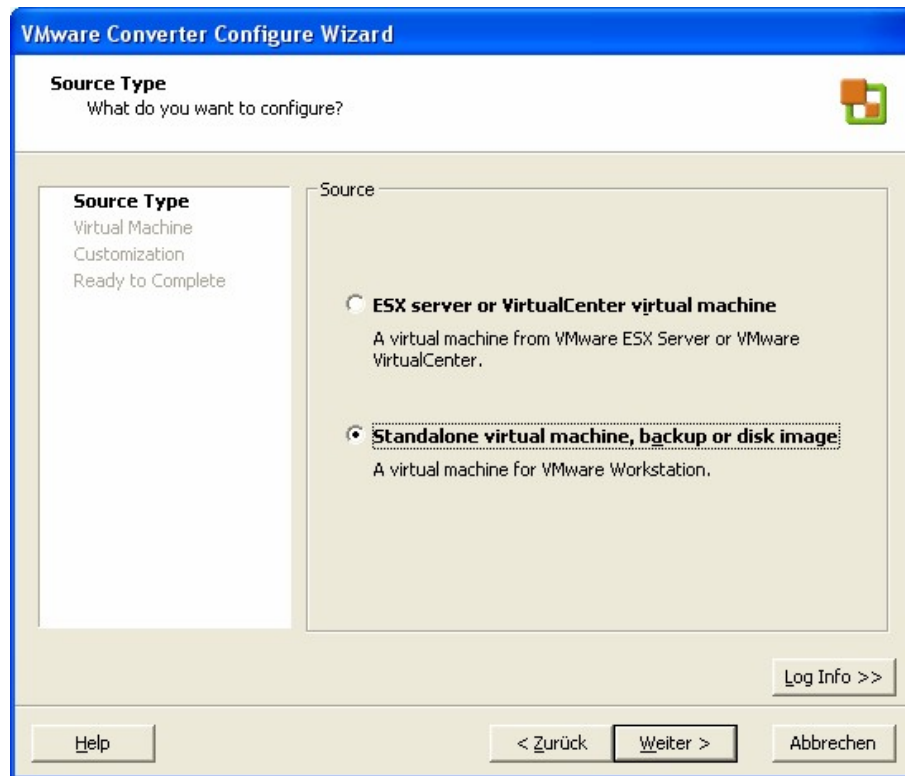 VMware Converter Configure Wizard
Source Type
What do you want to configure?
Source Type
Virtual Machine
Customization
Ready to Complete
Source
ESX server or VirtualCenter virtual machine
A virtual machine from VMware ESX Server or VMware
VirtualCenter.
Standalone virtual machine, backup or disk image
A virtual machine for VMware Workstation.
Log Info >>
Help
< Zurück
Weiter >
Abbrechen